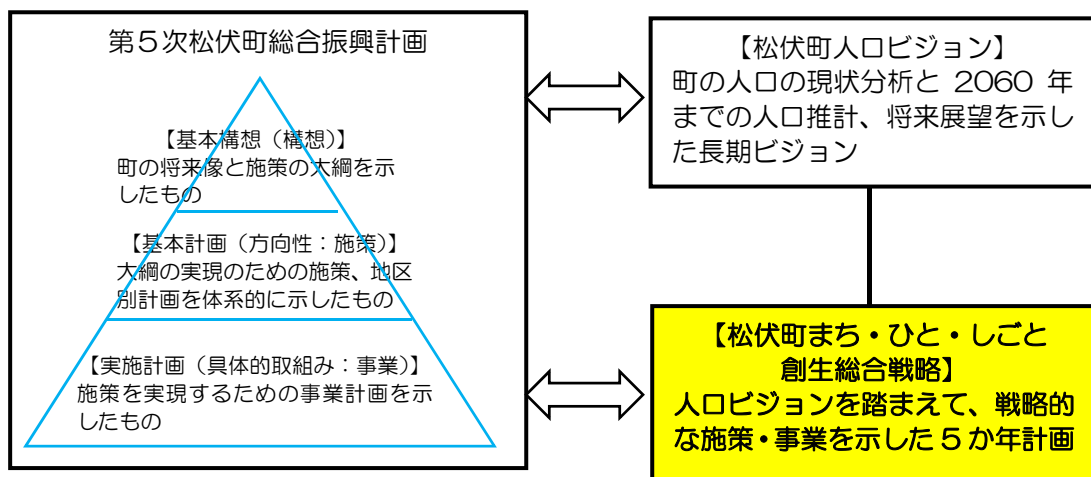 第5次松伏町総合振興計画
【基本構想（構想）】
町の将来像と施策の大綱を示
したもの
【基本計画（方向性：施策）】
大綱の実現のための施策、地区
別計画を体系的に示したもの
【実施計画（具体的取組み：事業）】
施策を実現するための事業計画を示
したもの
【松伏町人口ビジョン】
町の人口の現状分析と 2060 年
までの人口推計、将来展望を示し
た長期ビジョン
【松伏町まち・ひと・しごと
創生総合戦略】
人口ビジョンを踏まえて、戦略的
な施策・事業を示した5か年計画